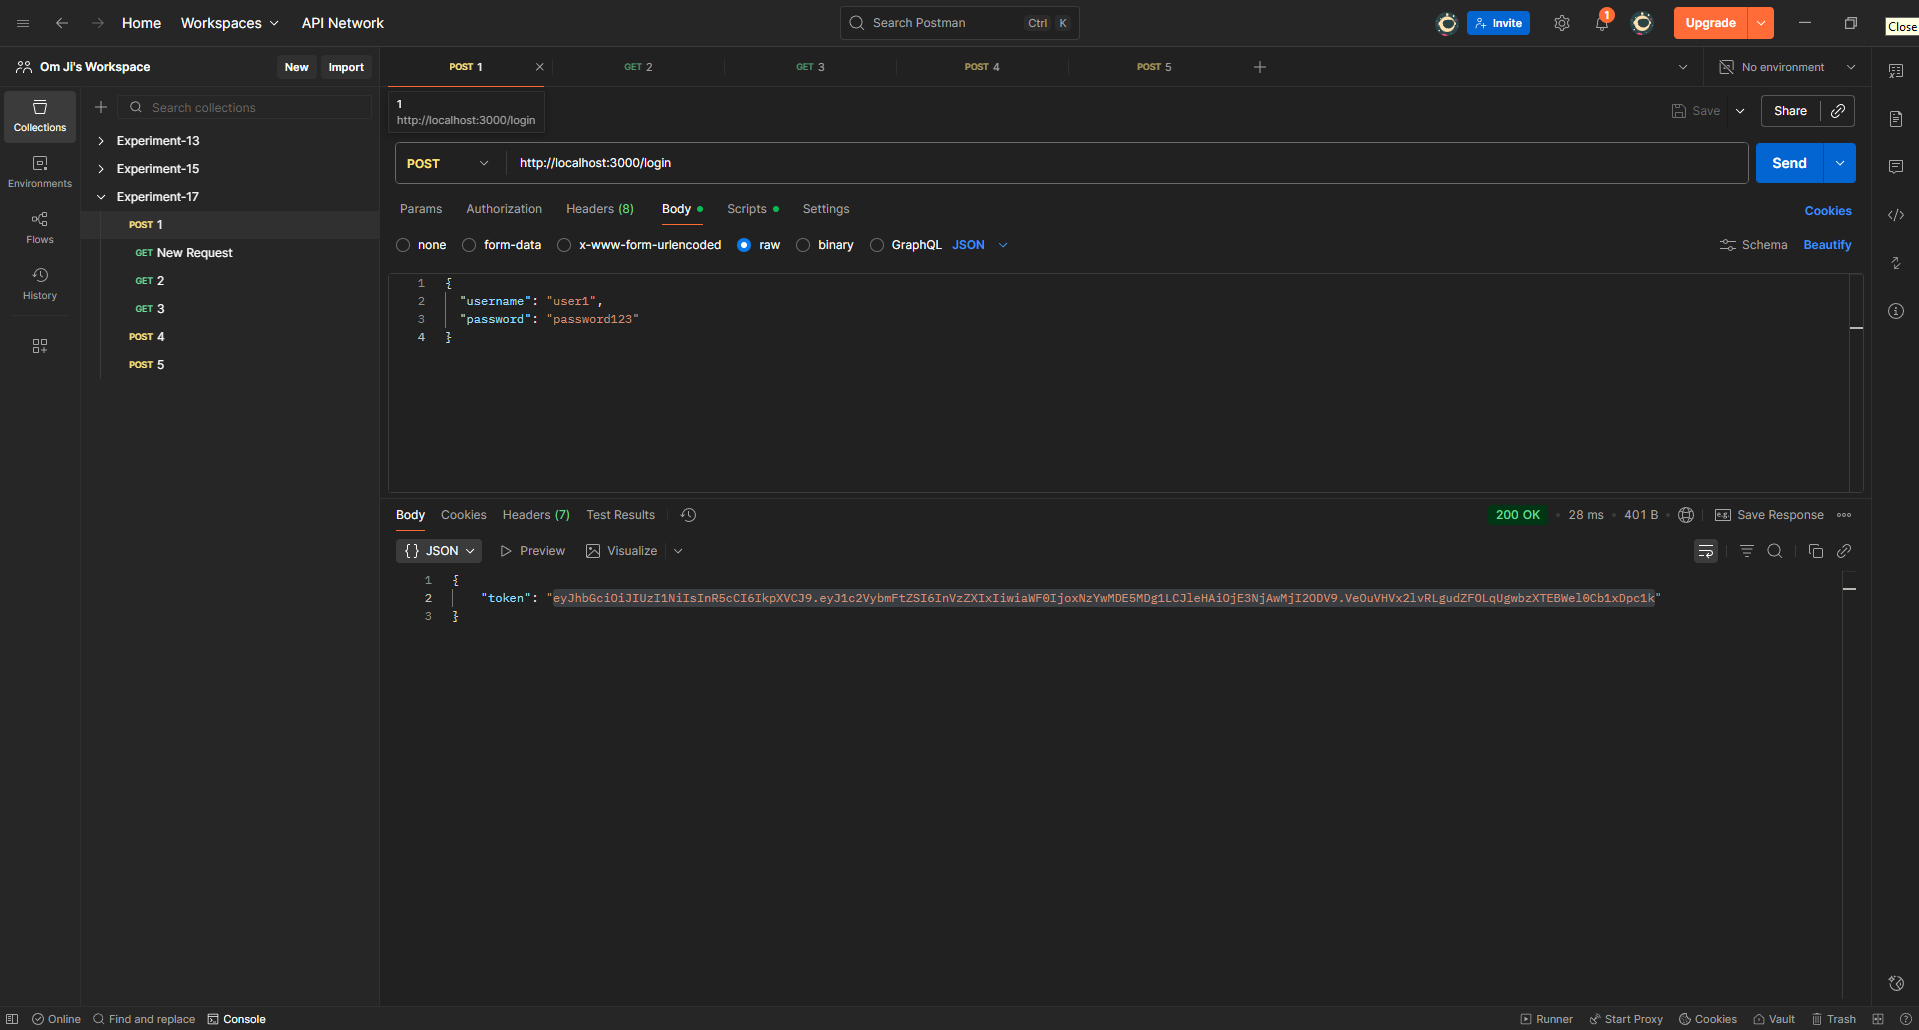 Home Workspaces API Network Search Postman Ctrl K Invite 1 Upgrade Close
Om Ji's Workspace New Import POST 1 GET 2 GET 3 POST 4 POST 5 No environment
Search collections
Collections
Environments
Flows
History
Experiment-13
Experiment-15
Experiment-17
POST 1
GET New Request
GET 2
GET 3
POST 4
POST 5
1
http://localhost:3000/login
Save Share
POST http://localhost:3000/login Send
Params Authorization Headers (8) Body Scripts Settings Cookies
none form-data x-www-form-urlencoded raw binary GraphQL JSON Schema Beautify
1 {
2 "username": "user1",
3 "password": "password123"
4 }
Body Cookies Headers (7) Test Results 200 OK 28 ms 401 B e.g. Save Response
{} JSON Preview Visualize
1 {
2 "token": "eyJhbGciOiJIUzI1NiIsInR5cCI6IkpXVCJ9.eyJ1c2VybmFtZSI6InVzZXIxIiwiaWF0IjoxNzYwMDE5MDg1LCJleHAiOjE3NjAwMjI2ODV9.VeOuVHVx2lvRLgudZFOLqUgwbzXTEBWel0Cb1xDpc1k"
3 }
Online Find and replace Console Runner Start Proxy Cookies Vault Trash